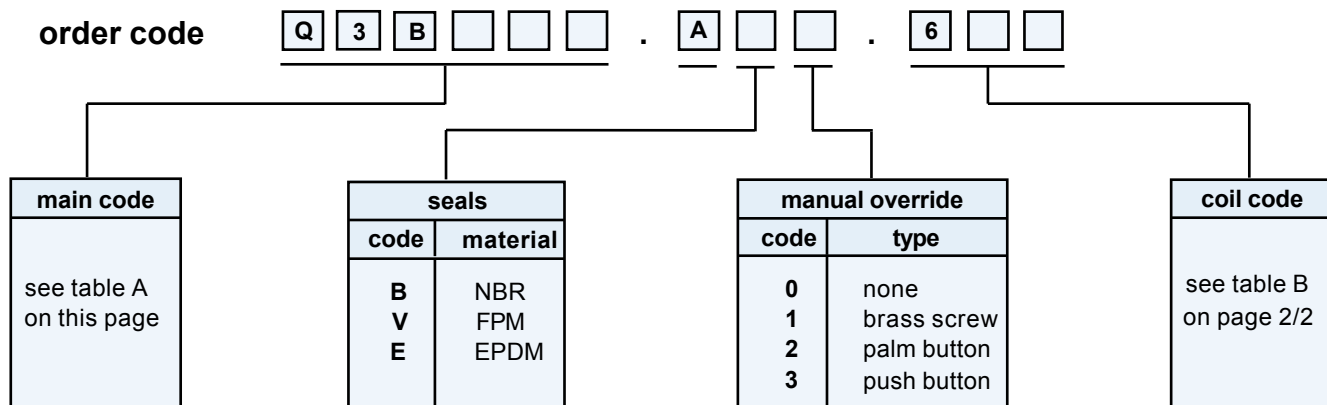 order code Q 3 B . A . 6
main code
see table A
on this page
seals
code material
B NBR
V FPM
E EPDM
manual override
code type
0 none
1 brass screw
2 palm button
3 push button
coil code
see table B
on page 2/2